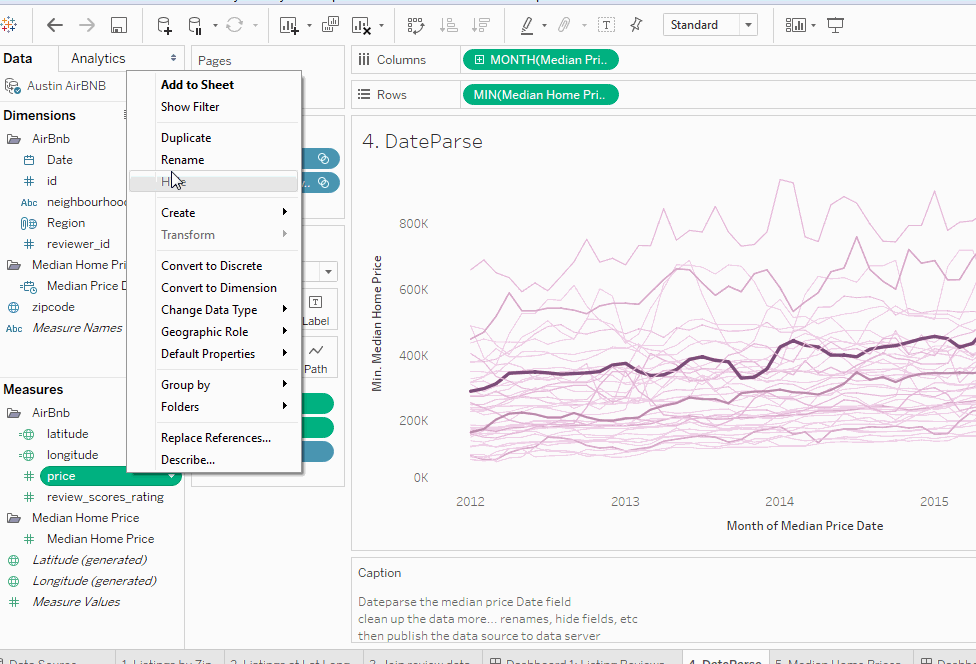 Standard
Data
Analytics
Pages
Columns
MONTH(Median Pri..
Austin AirBNB
Rows
MIN(Median Home Pri..
Dimensions
AirBnb
Date
id
Abc neighbourhood
Region
reviewer_id
Median Home Pri
Median Price D
zipcode
Abc Measure Names
Measures
AirBnb
latitude
longitude
price
review_scores_rating
Median Home Price
Median Home Price
Latitude (generated)
Longitude (generated)
Measure Values
Add to Sheet
Show Filter
Duplicate
Rename
Hide
Create
Transform
Convert to Discrete
Convert to Dimension
Change Data Type
Geographic Role
Default Properties
Group by
Folders
Replace References...
Describe...
Label
Path
4. DateParse
Min. Median Home Price
800K
600K
400K
200K
0K
2012
2013
2014
2015
Month of Median Price Date
Caption
Dateparse the median price Date field
clean up the data more... renames, hide fields, etc
then publish the data source to data server
Data Source
1. Listings by Zip
2. Listings at Lat Long
3. Join review data
Dashboard 1: Listing Reviews
4. DateParse
5. Median Home Prices